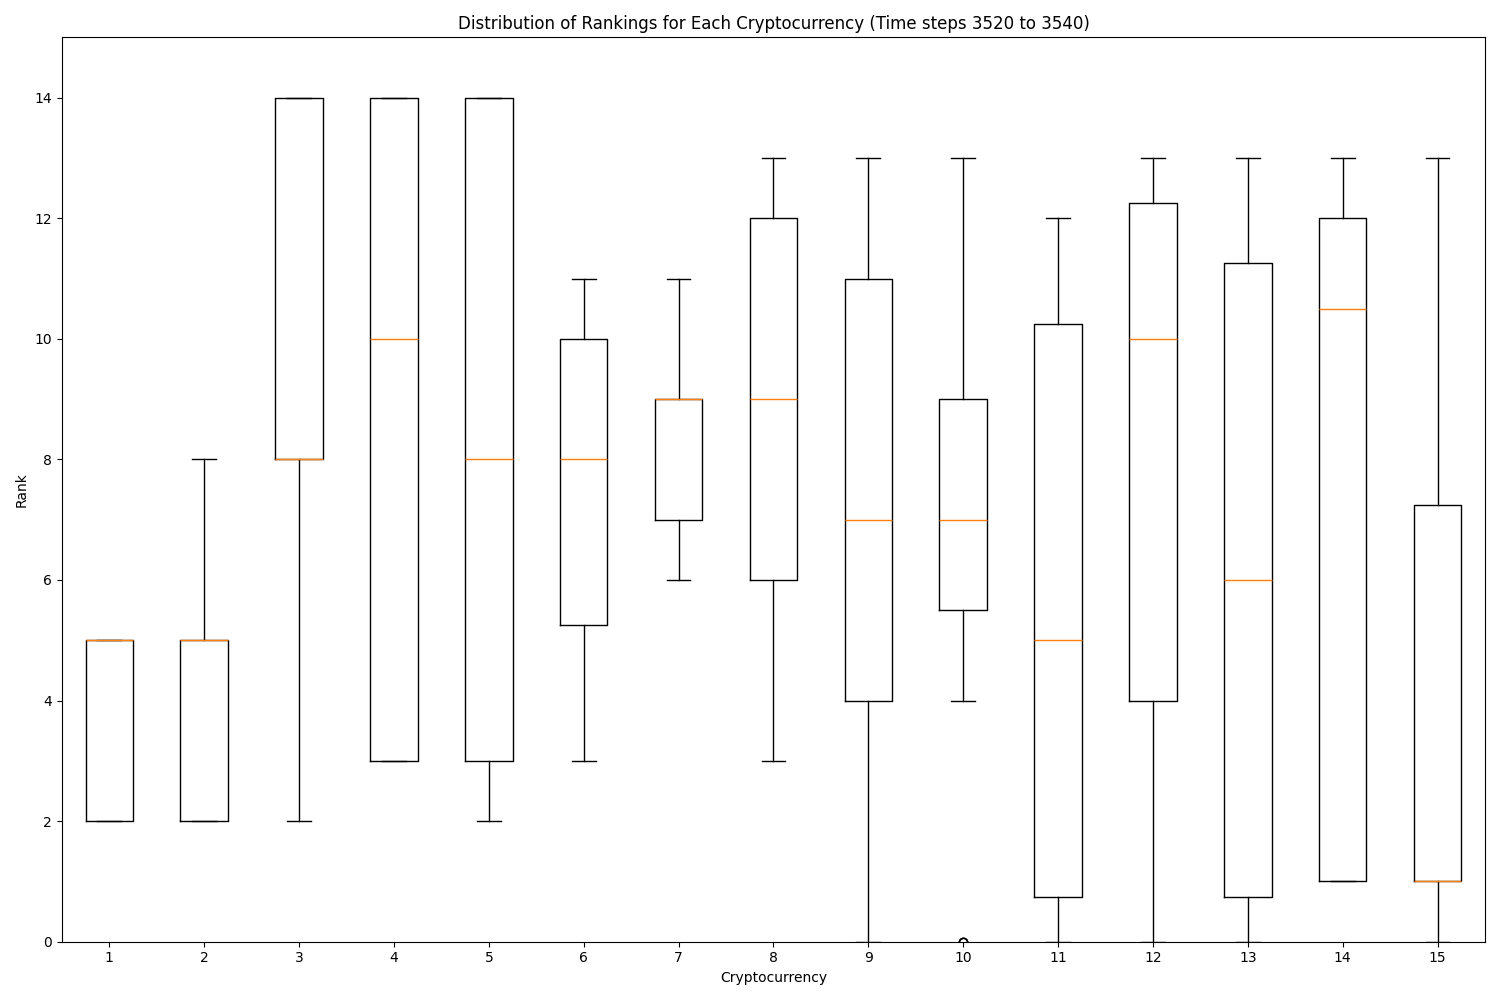 Distribution of Rankings for Each Cryptocurrency (Time steps 3520 to 3540)
Rank
14
12
10
8
6
4
2
0
1 2 3 4 5 6 7 8 9 10 11 12 13 14 15
Cryptocurrency